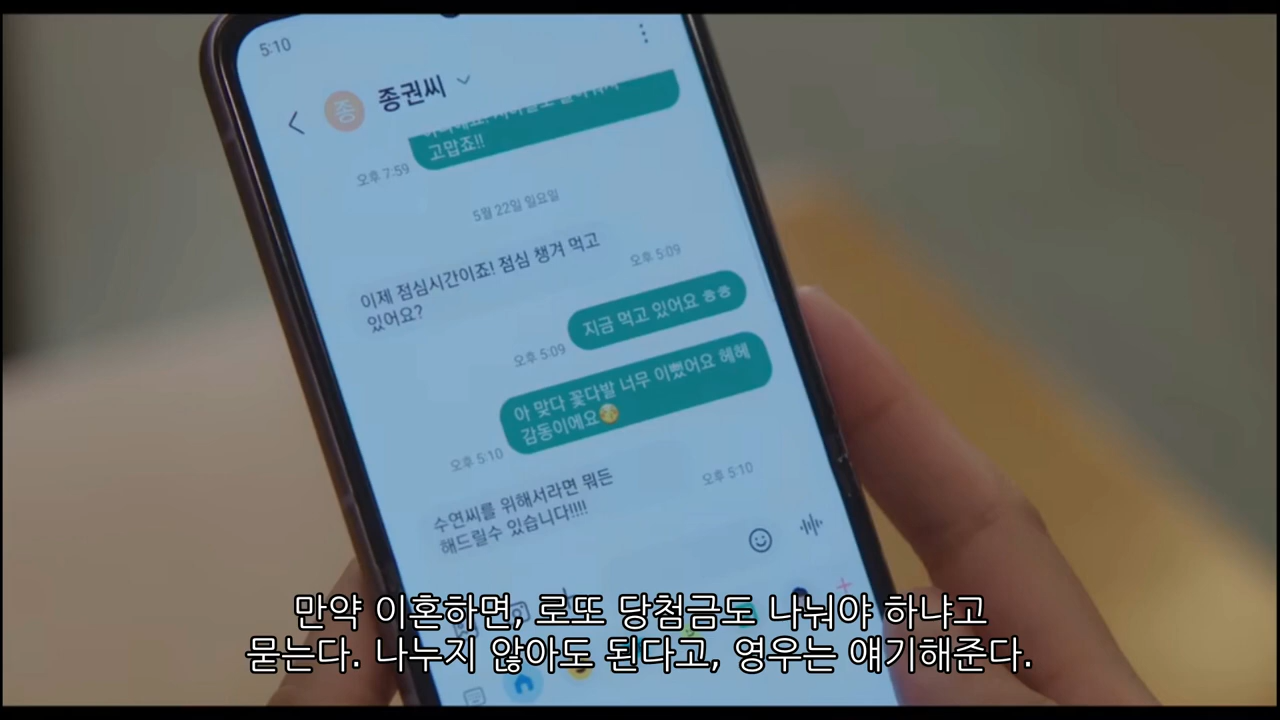 5:10
종
종권씨
고맙죠!!
오후 7:59
5월 22일 일요일
이제 점심시간이죠! 점심 챙겨 먹고
있어요?
오후 5:09
지금 먹고 있어요 ㅎㅎ
오후 5:09
아 맞다 꽃다발 너무 이뻤어요 헤헤
감동이에요
오후 5:10
수연씨를 위해서라면 뭐든
해드릴수 있습니다!!!!
오후 5:10
만약 이혼하면, 로또 당첨금도 나눠야 하냐고
묻는다. 나누지 않아도 된다고, 영우는 얘기해준다.